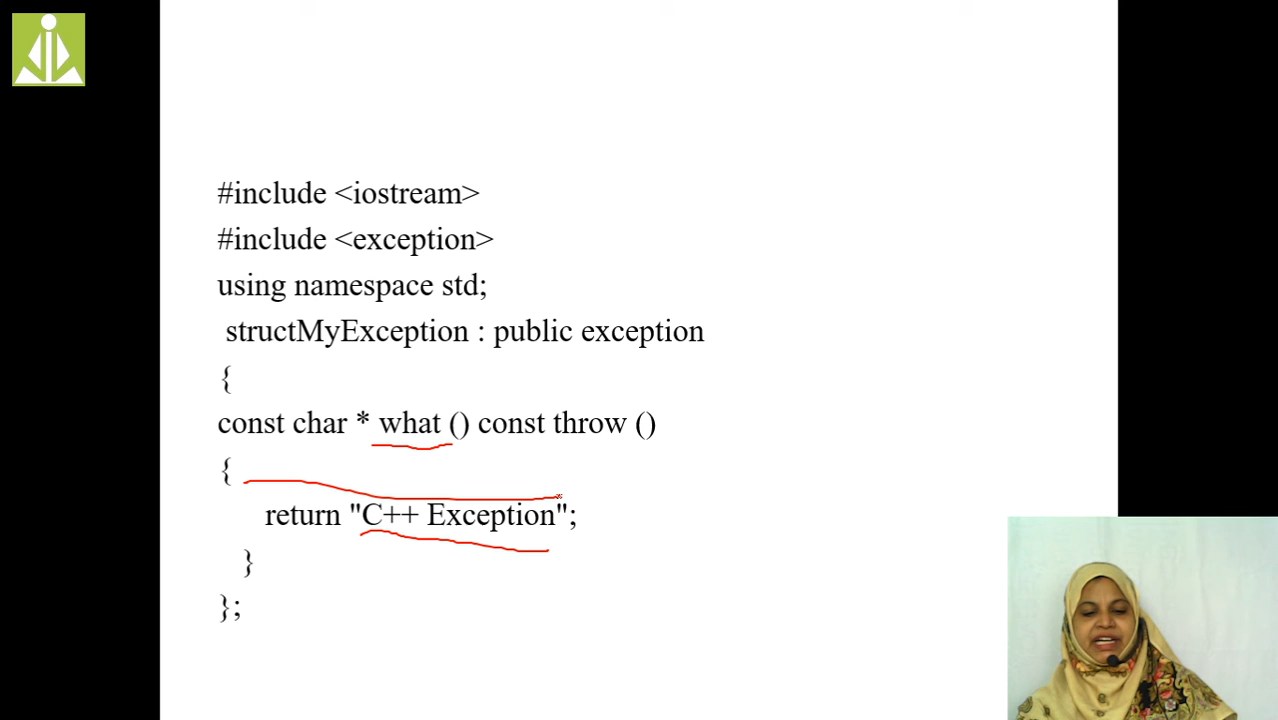 #include <iostream>
#include <exception>
using namespace std;
structMyException : public exception
{
const char * what () const throw ()
{
return "C++ Exception";
}
};